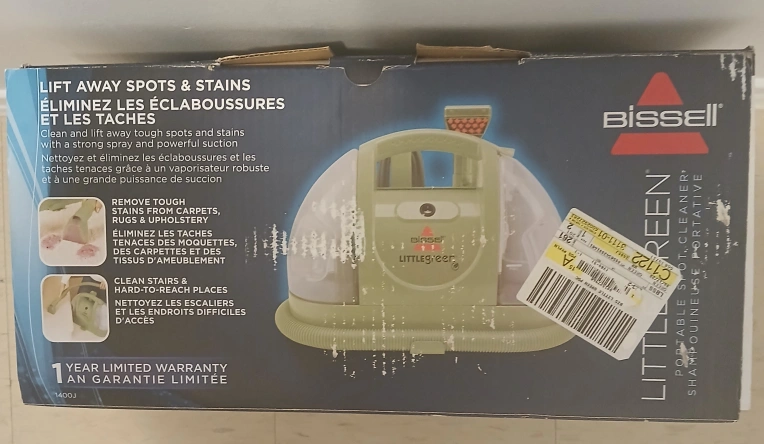 LIFT AWAY SPOTS & STAINS
ÉLIMINEZ LES ÉCLABOUSSURES
ET LES TACHES
Clean and lift away tough spots and stains
with a strong spray and powerful suction
Nettoyez et éliminez les éclaboussures et les
taches tenaces grâce à un vaporisateur robuste
et à une grande puissance de succion
REMOVE TOUGH
STAINS FROM CARPETS,
RUGS & UPHOLSTERY
ÉLIMINEZ LES TACHES
TENACES DES MOQUETTES,
DES CARPETTES ET DES
TISSUS D'AMEUBLEMENT
CLEAN STAIRS &
HARD-TO-REACH PLACES
NETTOYEZ LES ESCALIERS
ET LES ENDROITS DIFFICILES
D'ACCÈS
1 YEAR LIMITED WARRANTY
AN GARANTIE LIMITÉE
1400J
BISSELL
LITTLEgreen
BISSELL®
LITTLE GREEN
PORTABLE SPOT CLEANER
SHAMPOUINEUSE PORTATIVE
C1122
A